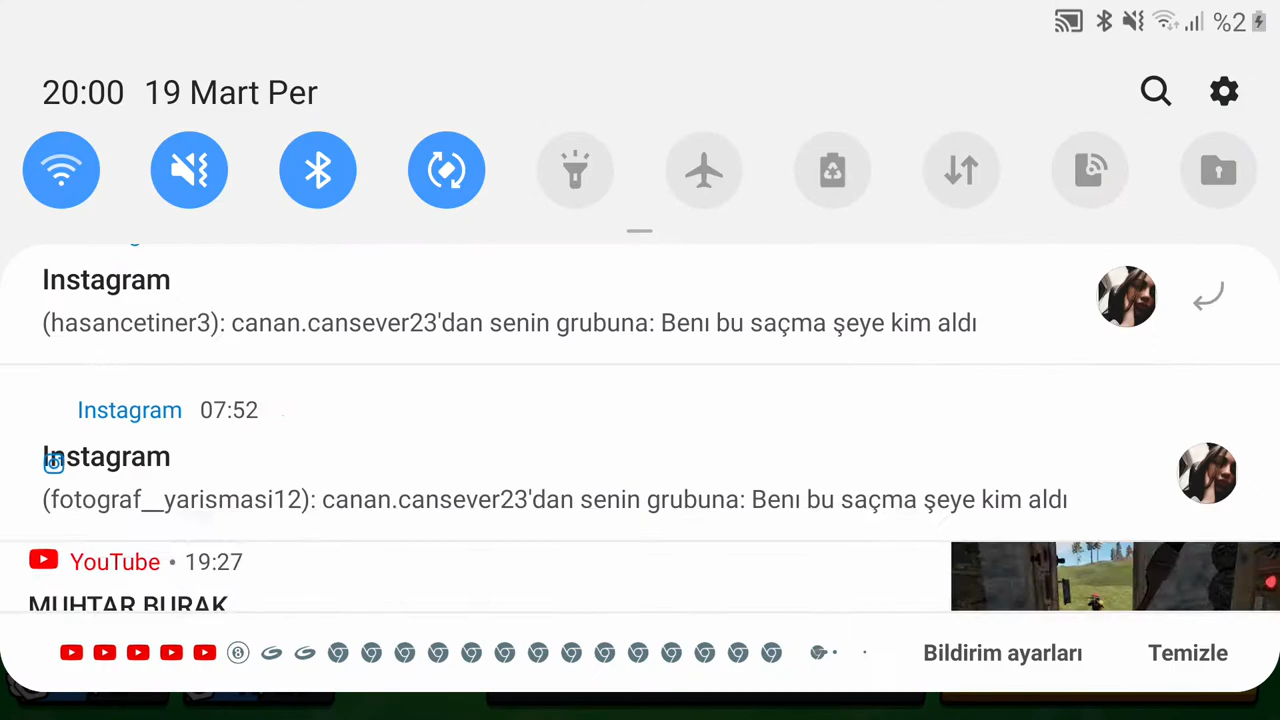 %2
20:00 19 Mart Per
Instagram
(hasancetiner3): canan.cansever23'dan senin grubuna: Benı bu saçma şeye kim aldı
Instagram 07:52
Instagram
(fotograf__yarismasi12): canan.cansever23'dan senin grubuna: Benı bu saçma şeye kim aldı
YouTube • 19:27
MUHTAR BURAK
8
Bildirim ayarları
Temizle